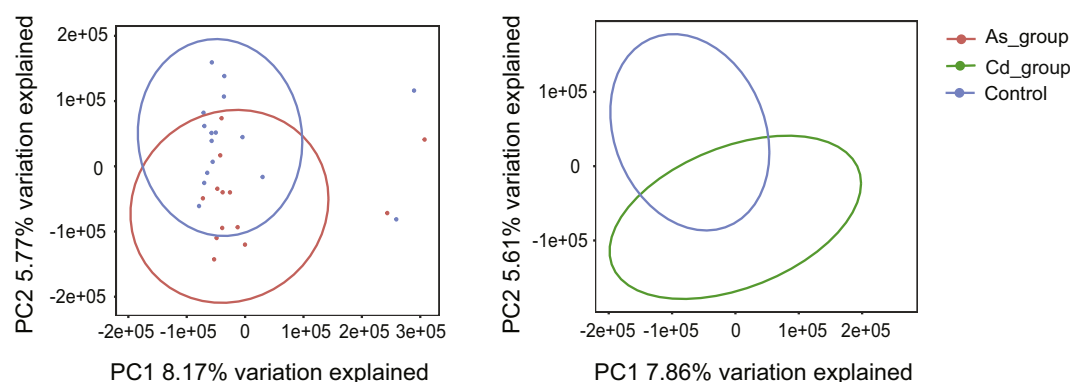 PC2 5.77% variation explained
2e+05
1e+05
0
-1e+05
-2e+05
-2e+05 -1e+05 0 1e+05 2e+05 3e+05
PC1 8.17% variation explained
PC2 5.61% variation explained
1e+05
0
-1e+05
-2e+05 -1e+05 0 1e+05 2e+05
PC1 7.86% variation explained
As_group
Cd_group
Control